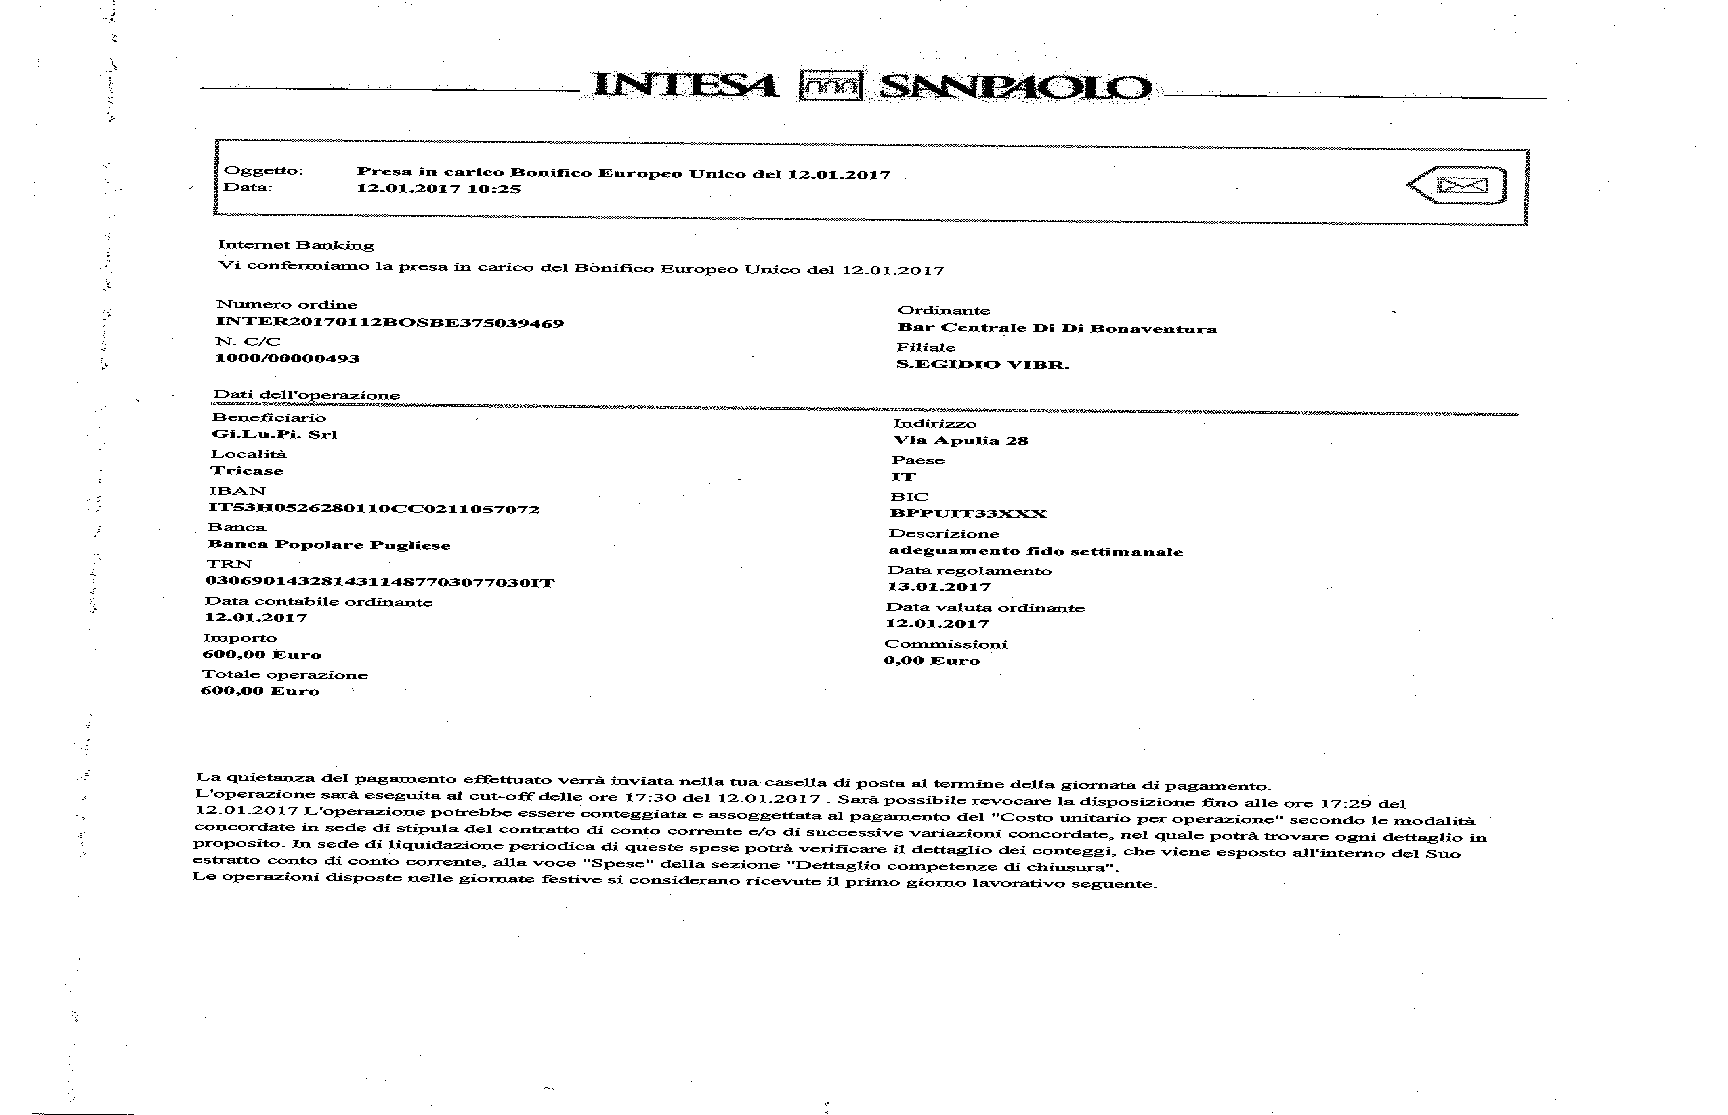 INTESA SANPAOLO
Oggetto: Presa in carico Bonifico Europeo Unico del 12.01.2017
Data: 12.01.2017 10:25
Internet Banking
Vi confermiamo la presa in carico del Bonifico Europeo Unico del 12.01.2017
Numero ordine
INTER20170112BOSBE375039469
N. C/C
1000/00000493
Ordinante
Bar Centrale Di Di Bonaventura
Filiale
S.EGIDIO VIBR.
Dati dell'operazione
Beneficiario
Gi.Lu.Pi. Srl
Località
Tricase
IBAN
IT53H0526280110CC0211057072
Banca
Banca Popolare Pugliese
TRN
0306901432814311487703077030IT
Data contabile ordinante
12.01.2017
Importo
600,00 Euro
Totale operazione
600,00 Euro
Indirizzo
Via Apulia 28
Paese
IT
BIC
BPPUIT33XXX
Descrizione
adeguamento fido settimanale
Data regolamento
13.01.2017
Data valuta ordinante
12.01.2017
Commissioni
0,00 Euro
La quietanza del pagamento effettuato verrà inviata nella tua casella di posta al termine della giornata di pagamento.
L'operazione sarà eseguita al cut-off delle ore 17:30 del 12.01.2017 . Sarà possibile revocare la disposizione fino alle ore 17:29 del
12.01.2017 L'operazione potrebbe essere conteggiata e assoggettata al pagamento del "Costo unitario per operazione" secondo le modalità
concordate in sede di stipula del contratto di conto corrente e/o di successive variazioni concordate, nel quale potrà trovare ogni dettaglio in
proposito. In sede di liquidazione periodica di queste spese potrà verificare il dettaglio dei conteggi, che viene esposto all'interno del Suo
estratto conto di conto corrente, alla voce "Spese" della sezione "Dettaglio competenze di chiusura".
Le operazioni disposte nelle giornate festive si considerano ricevute il primo giorno lavorativo seguente.